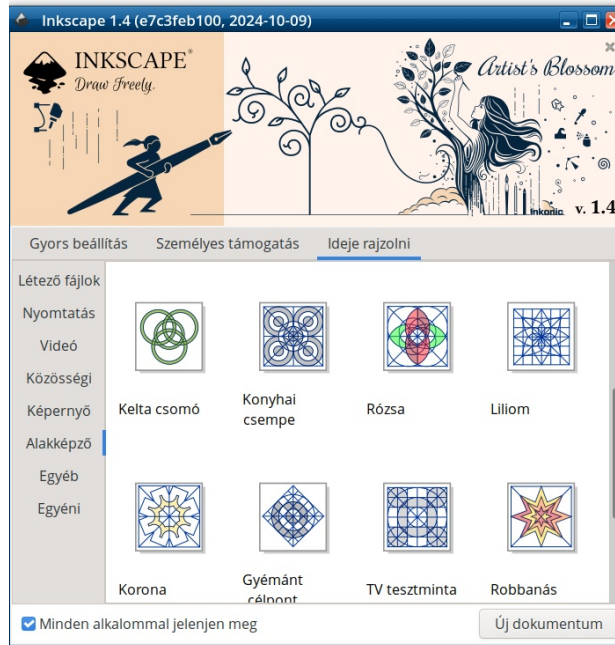 Inkscape 1.4 (e7c3feb100, 2024-10-09)
INKSCAPE®
Draw Freely.
Artist's Blossom
Inkonic
v. 1.4
Gyors beállítás Személyes támogatás Ideje rajzolni
Létező fájlok
Nyomtatás
Videó
Közösségi
Képernyő
Alakképző
Egyéb
Egyéni
Kelta csomó
Konyhai
csempe
Rózsa
Liliom
Korona
Gyémánt
célpont
TV tesztminta
Robbanás
Minden alkalommal jelenjen meg
Új dokumentum